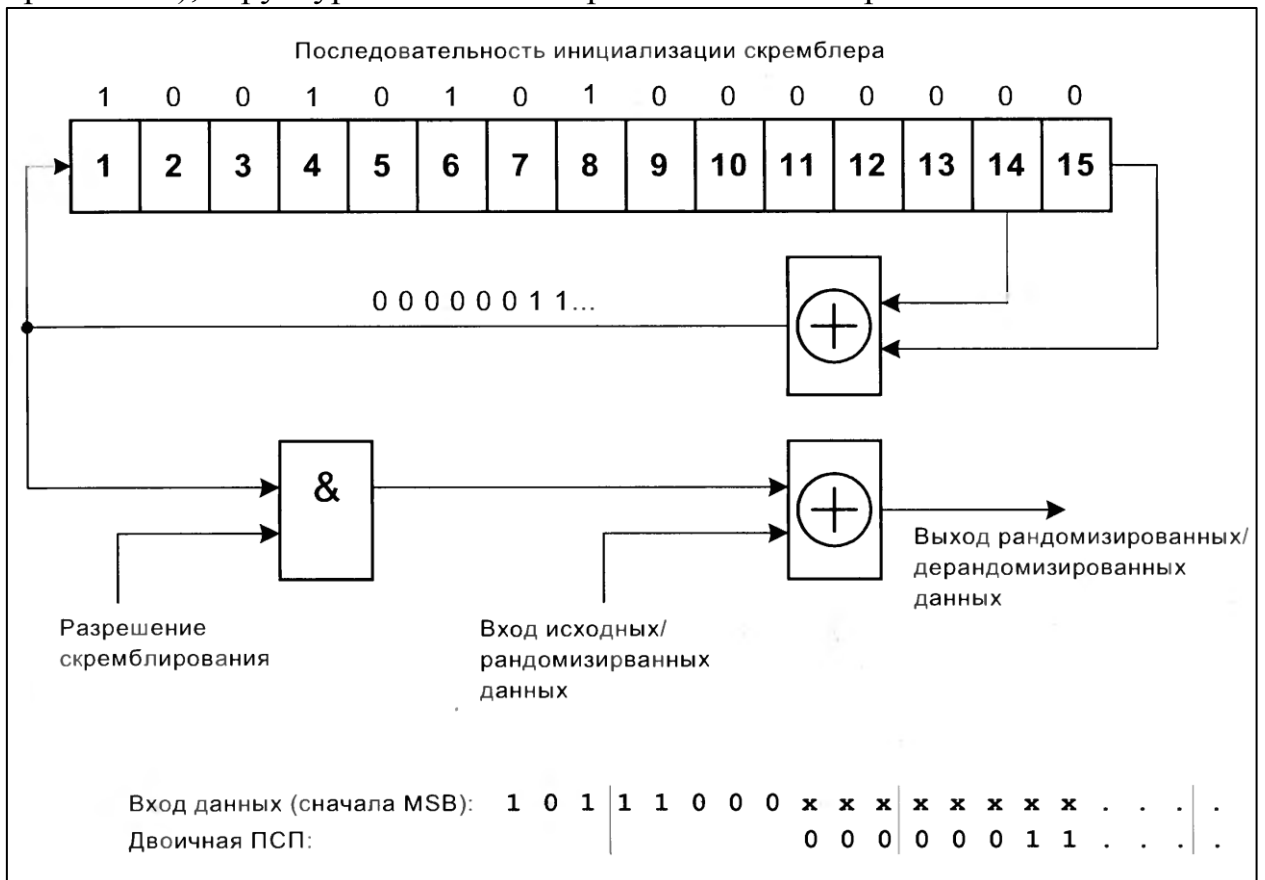 Последовательность инициализации скремблера
1 0 0 1 0 1 0 1 0 0 0 0 0 0 0
1 2 3 4 5 6 7 8 9 10 11 12 13 14 15
0 0 0 0 0 0 1 1...
&
Разрешение
скремблирования
Вход исходных/
рандомизирванных
данных
Выход рандомизированных/
дерандомизированных
данных
Вход данных (сначала MSB): 1 0 1 1 1 0 0 0 x x x x x x x x . . . .
Двоичная ПСП: 0 0 0 0 0 0 1 1 . . . .